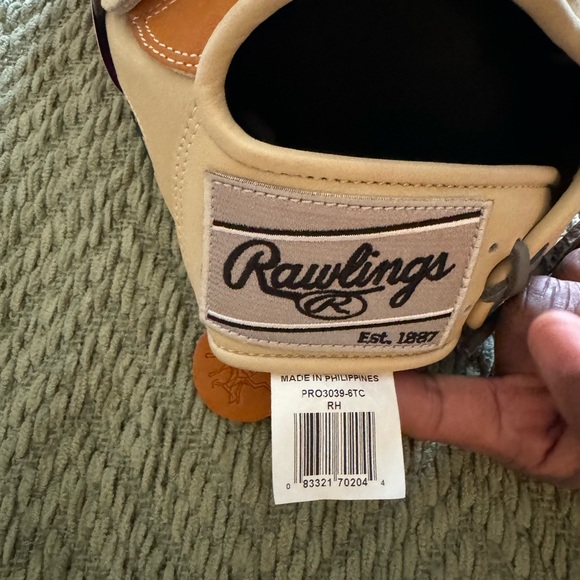 Rawlings
R
Est. 1887
MADE IN PHILIPPINES
PRO3039-6TC
RH
0 83321 70204 4